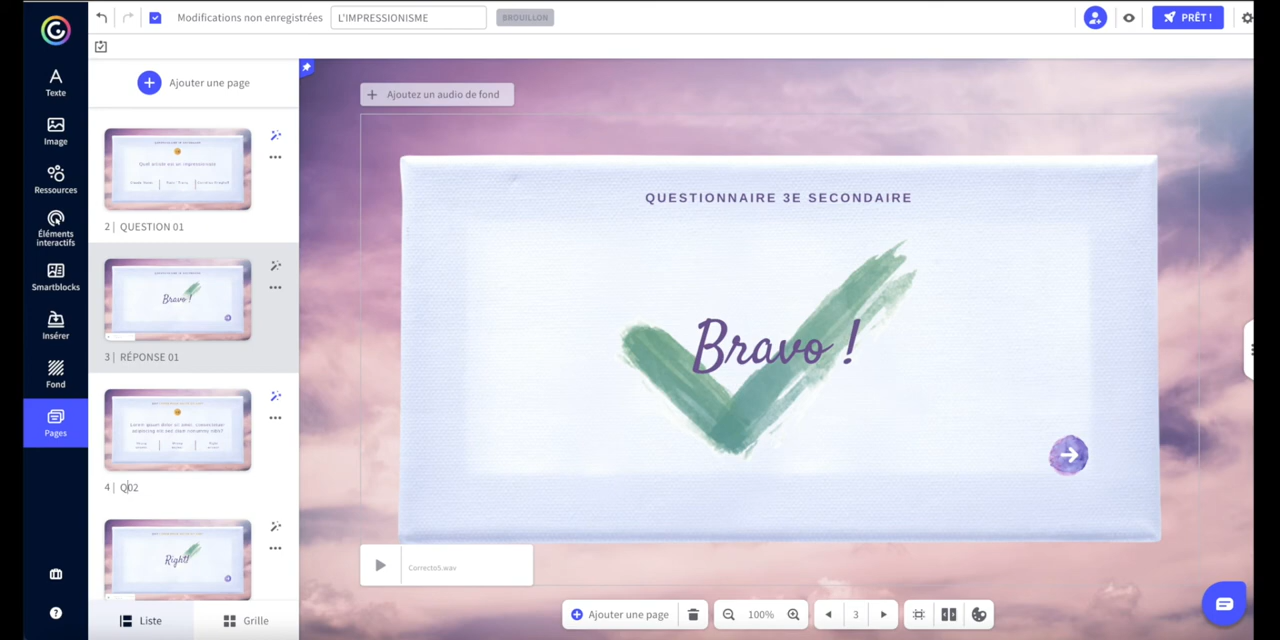 Modifications non enregistrées
L'IMPRESSIONISME
BROUILLON
PRÊT !
Texte
Image
Ressources
Éléments
interactifs
Smartblocks
Insérer
Fond
Pages
Ajouter une page
2 | QUESTION 01
Bravo !
3 | RÉPONSE 01
4 | Q02
Right!
Liste
Grille
Ajoutez un audio de fond
QUESTIONNAIRE 3E SECONDAIRE
Bravo !
Correcto5.wav
Ajouter une page
100%
3